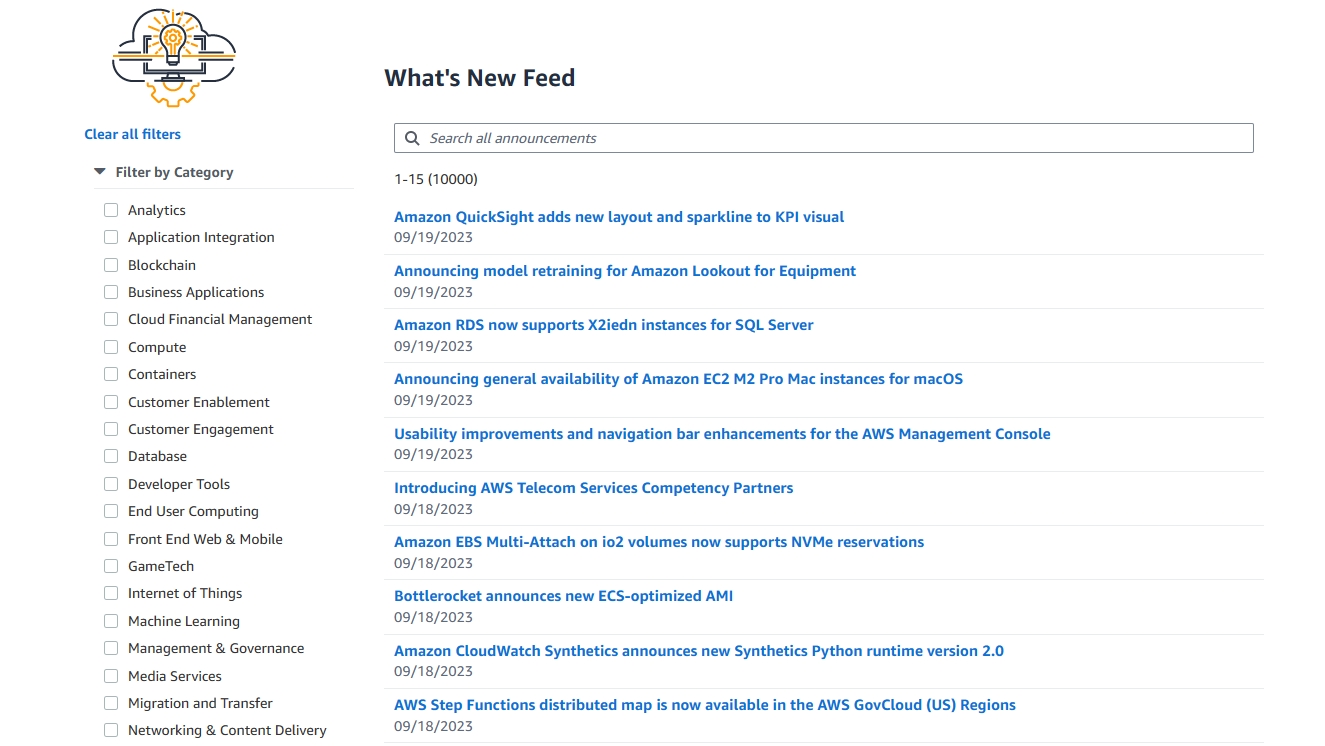 What's New Feed
Clear all filters
Search all announcements
Filter by Category
1-15 (10000)
Analytics
Application Integration
Blockchain
Business Applications
Cloud Financial Management
Compute
Containers
Customer Enablement
Customer Engagement
Database
Developer Tools
End User Computing
Front End Web & Mobile
GameTech
Internet of Things
Machine Learning
Management & Governance
Media Services
Migration and Transfer
Networking & Content Delivery
Amazon QuickSight adds new layout and sparkline to KPI visual
09/19/2023
Announcing model retraining for Amazon Lookout for Equipment
09/19/2023
Amazon RDS now supports X2iedn instances for SQL Server
09/19/2023
Announcing general availability of Amazon EC2 M2 Pro Mac instances for macOS
09/19/2023
Usability improvements and navigation bar enhancements for the AWS Management Console
09/19/2023
Introducing AWS Telecom Services Competency Partners
09/18/2023
Amazon EBS Multi-Attach on io2 volumes now supports NVMe reservations
09/18/2023
Bottlerocket announces new ECS-optimized AMI
09/18/2023
Amazon CloudWatch Synthetics announces new Synthetics Python runtime version 2.0
09/18/2023
AWS Step Functions distributed map is now available in the AWS GovCloud (US) Regions
09/18/2023